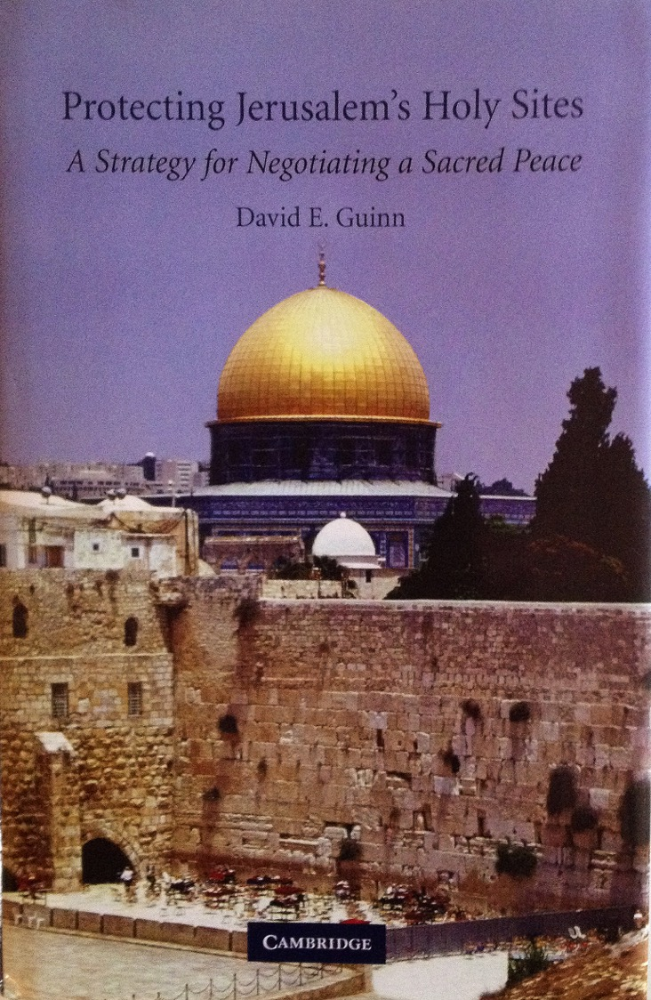 Protecting Jerusalem's Holy Sites
A Strategy for Negotiating a Sacred Peace
David E. Guinn
CAMBRIDGE